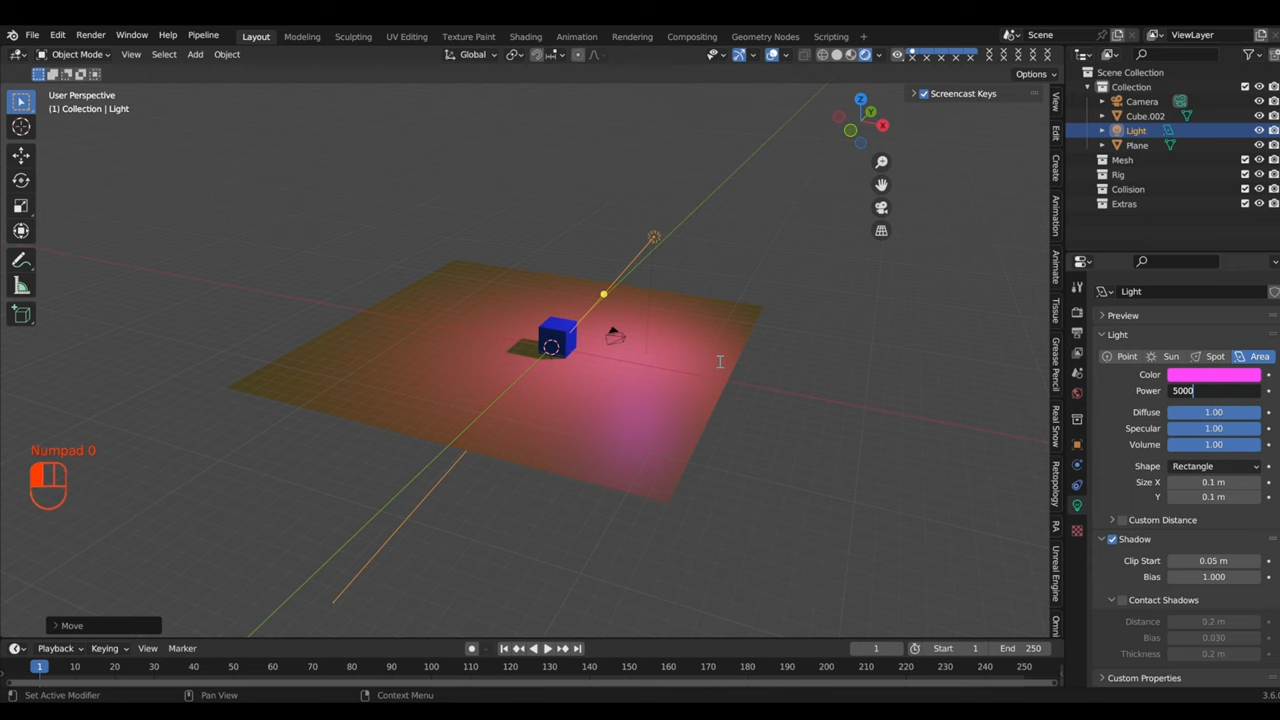 File Edit Render Window Help Pipeline Layout Modeling Sculpting UV Editing Texture Paint Shading Animation Rendering Compositing Geometry Nodes Scripting + Scene ViewLayer
Object Mode View Select Add Object Global
Options
User Perspective
(1) Collection | Light
Screencast Keys
Z
Y
X
View
Edit
Create
Animation
Animate
Tissue
Grease Pencil
Real Snow
Retopology
RA
Unreal Engine
Omni
Scene Collection
Collection
Camera
Cube.002
Light
Plane
Mesh
Rig
Collision
Extras
Light
Preview
Light
Point Sun Spot Area
Color
Power 5000
Diffuse 1.00
Specular 1.00
Volume 1.00
Shape Rectangle
Size X 0.1 m
Y 0.1 m
Custom Distance
Shadow
Clip Start 0.05 m
Bias 1.000
Contact Shadows
Distance 0.2 m
Bias 0.030
Thickness 0.2 m
Custom Properties
Numpad 0
Move
Playback Keying View Marker 1 Start 1 End 250
1 10 20 30 40 50 60 70 80 90 100 110 120 130 140 150 160 170 180 190 200 210 220 230 240 250
Set Active Modifier Pan View Context Menu